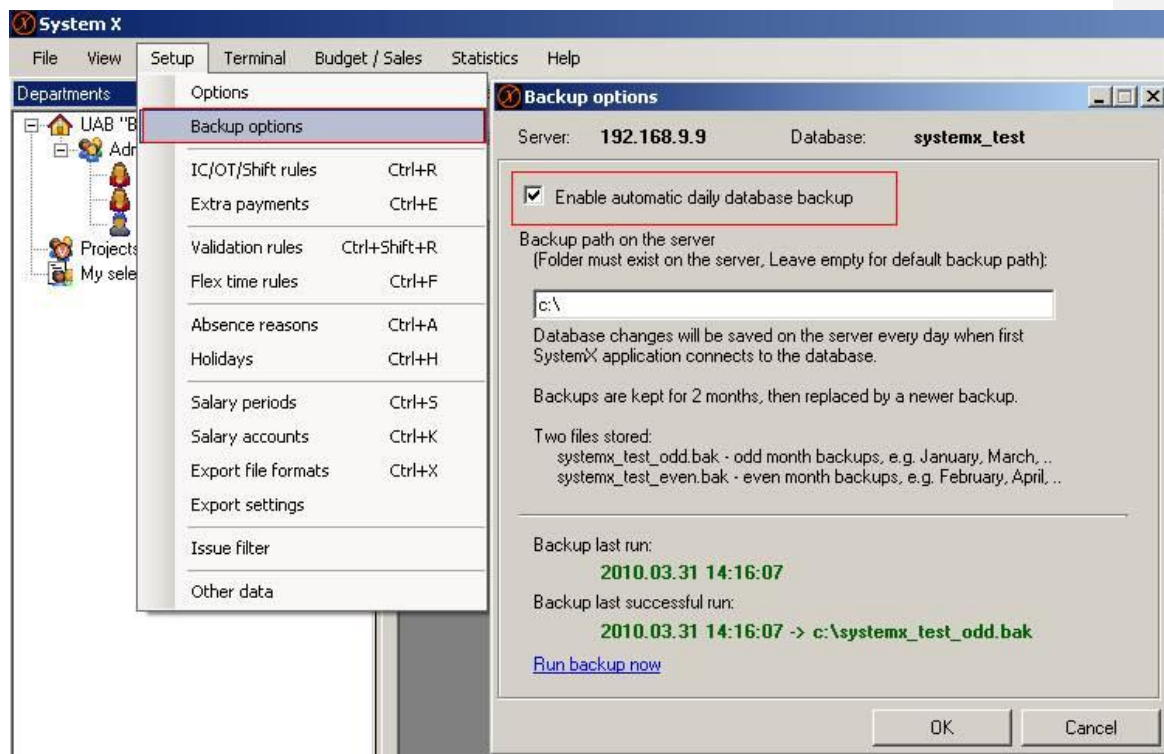 System X
File View Setup Terminal Budget / Sales Statistics Help
Departments
UAB "B
Adr
Projects
My sele
Options
Backup options
IC/OT/Shift rules Ctrl+R
Extra payments Ctrl+E
Validation rules Ctrl+Shift+R
Flex time rules Ctrl+F
Absence reasons Ctrl+A
Holidays Ctrl+H
Salary periods Ctrl+S
Salary accounts Ctrl+K
Export file formats Ctrl+X
Export settings
Issue filter
Other data
Backup options
Server: 192.168.9.9 Database: systemx_test
Enable automatic daily database backup
Backup path on the server
(Folder must exist on the server, Leave empty for default backup path):
c:\
Database changes will be saved on the server every day when first
SystemX application connects to the database.
Backups are kept for 2 months, then replaced by a newer backup.
Two files stored:
systemx_test_odd.bak - odd month backups, e.g. January, March, ..
systemx_test_even.bak - even month backups, e.g. February, April, ..
Backup last run:
2010.03.31 14:16:07
Backup last successful run:
2010.03.31 14:16:07 -> c:\systemx_test_odd.bak
Run backup now
OK Cancel